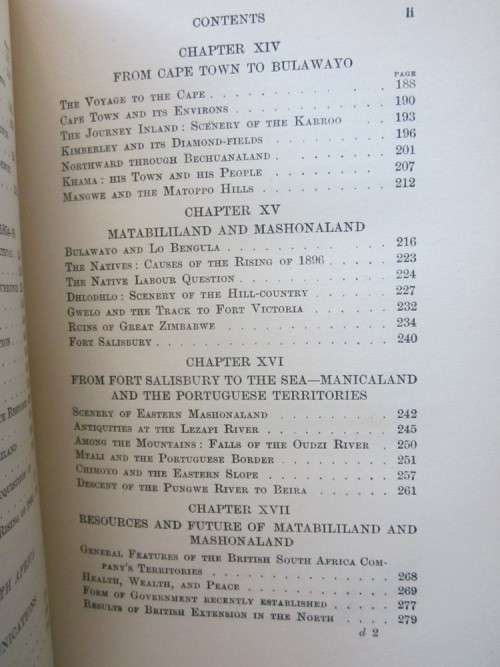 CONTENTS li
CHAPTER XIV
FROM CAPE TOWN TO BULAWAYO
PAGE
The Voyage to the Cape . . . . . . . . . 188
Cape Town and its Environs . . . . . . . . 190
The Journey Inland : Scenery of the Karroo . . 193
Kimberley and its Diamond-fields . . . . . . 196
Northward through Bechuanaland . . . . . . 201
Khama : his Town and his People . . . . . . 207
Mangwe and the Matoppo Hills . . . . . . . 212
CHAPTER XV
MATABILILAND AND MASHONALAND
Bulawayo and Lo Bengula . . . . . . . . 216
The Natives : Causes of the Rising of 1896 . . . 223
The Native Labour Question . . . . . . . . 224
Dhlodhlo : Scenery of the Hill-country . . . . 227
Gwelo and the Track to Fort Victoria . . . . 232
Ruins of Great Zimbabwe . . . . . . . . 234
Fort Salisbury . . . . . . . . . . . 240
CHAPTER XVI
FROM FORT SALISBURY TO THE SEA—MANICALAND
AND THE PORTUGUESE TERRITORIES
Scenery of Eastern Mashonaland . . . . . . 242
Antiquities at the Lezapi River . . . . . . 245
Among the Mountains : Falls of the Oudzi River . 250
Mtali and the Portuguese Border . . . . . . 251
Chimoyo and the Eastern Slope . . . . . . 257
Descent of the Pungwe River to Beira . . . . 261
CHAPTER XVII
RESOURCES AND FUTURE OF MATABILILAND AND
MASHONALAND
General Features of the British South Africa Com-
pany's Territories . . . . . . . . . 268
Health, Wealth, and Peace . . . . . . . . 269
Form of Government recently established . . . 277
Results of British Extension in the North . . . 279
d 2